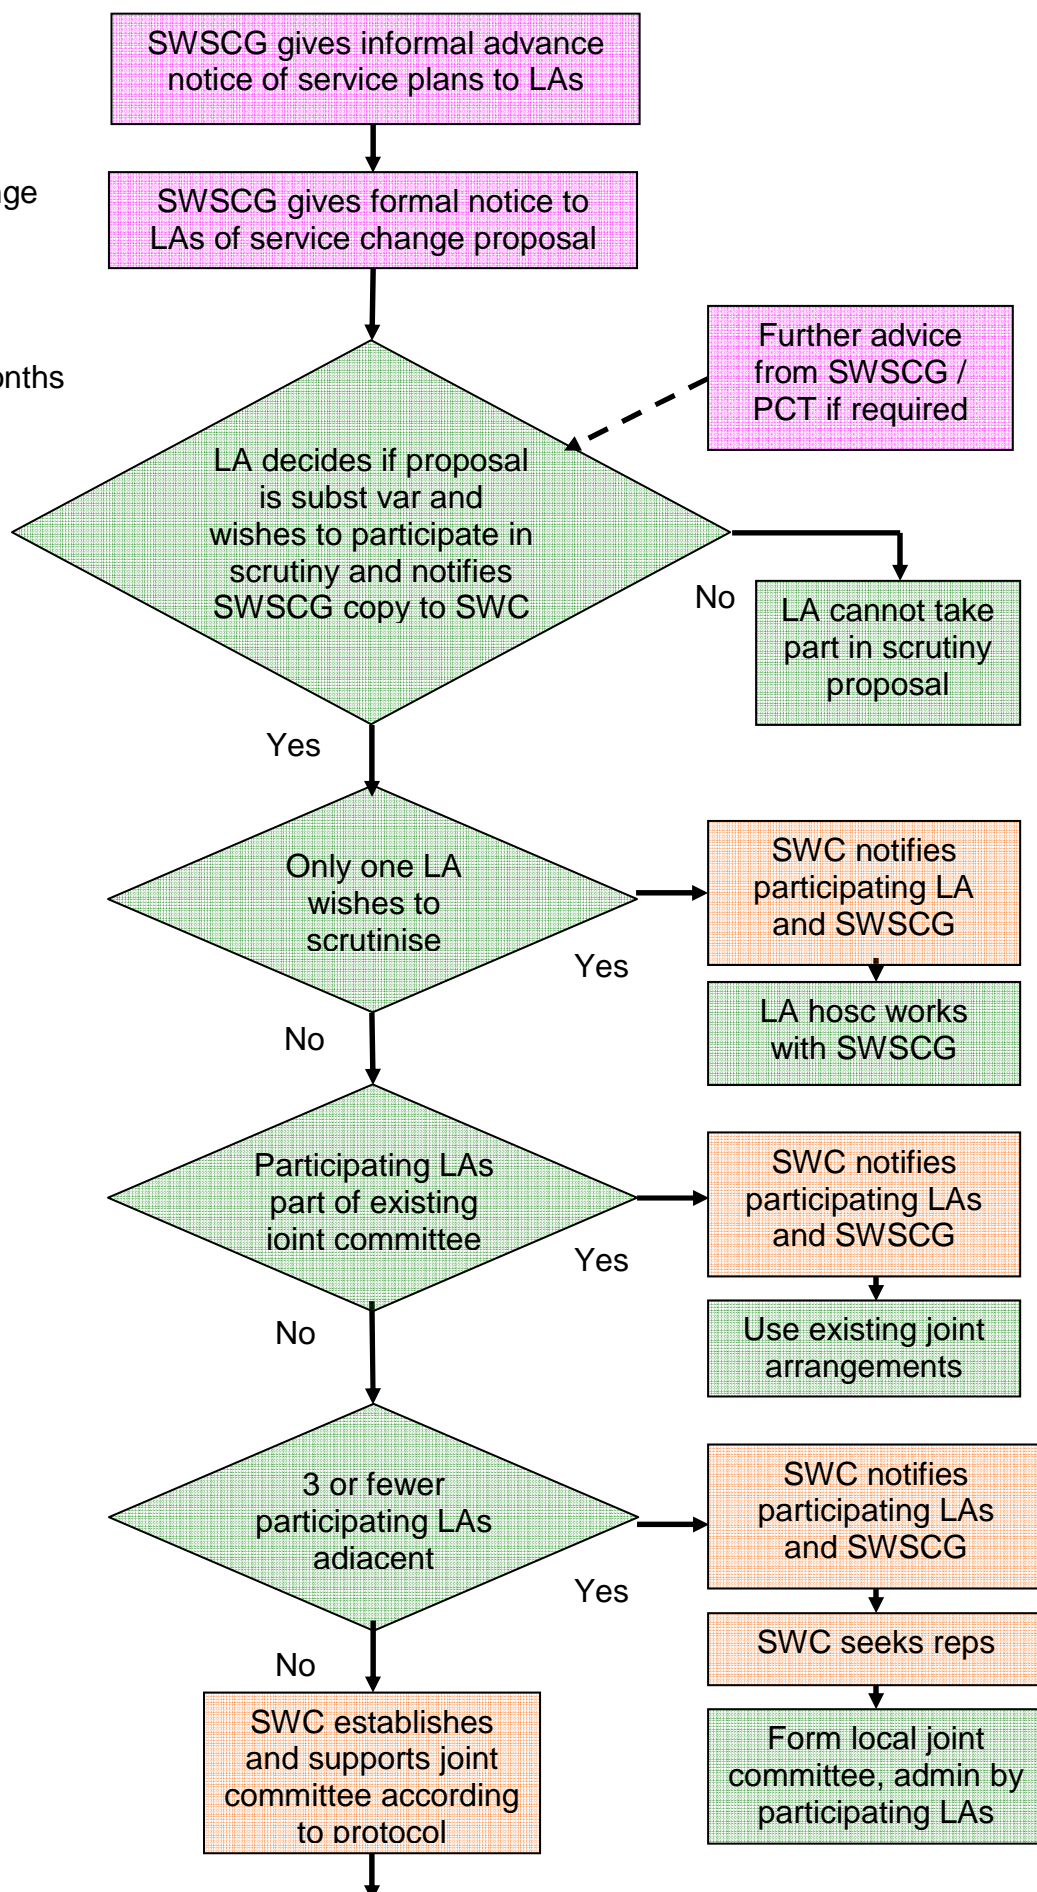 SWSCG gives informal advance
notice of service plans to LAs
SWSCG gives formal notice to
LAs of service change proposal
Further advice
from SWSCG /
PCT if required
LA decides if proposal
is subst var and
wishes to participate in
scrutiny and notifies
SWSCG copy to SWC
No
LA cannot take
part in scrutiny
proposal
Yes
Only one LA
wishes to
scrutinise
Yes
SWC notifies
participating LA
and SWSCG
LA hosc works
with SWSCG
No
Participating LAs
part of existing
joint committee
Yes
SWC notifies
participating LAs
and SWSCG
Use existing joint
arrangements
No
3 or fewer
participating LAs
adjacent
Yes
SWC notifies
participating LAs
and SWSCG
SWC seeks reps
Form local joint
committee, admin by
participating LAs
No
SWC establishes
and supports joint
committee according
to protocol